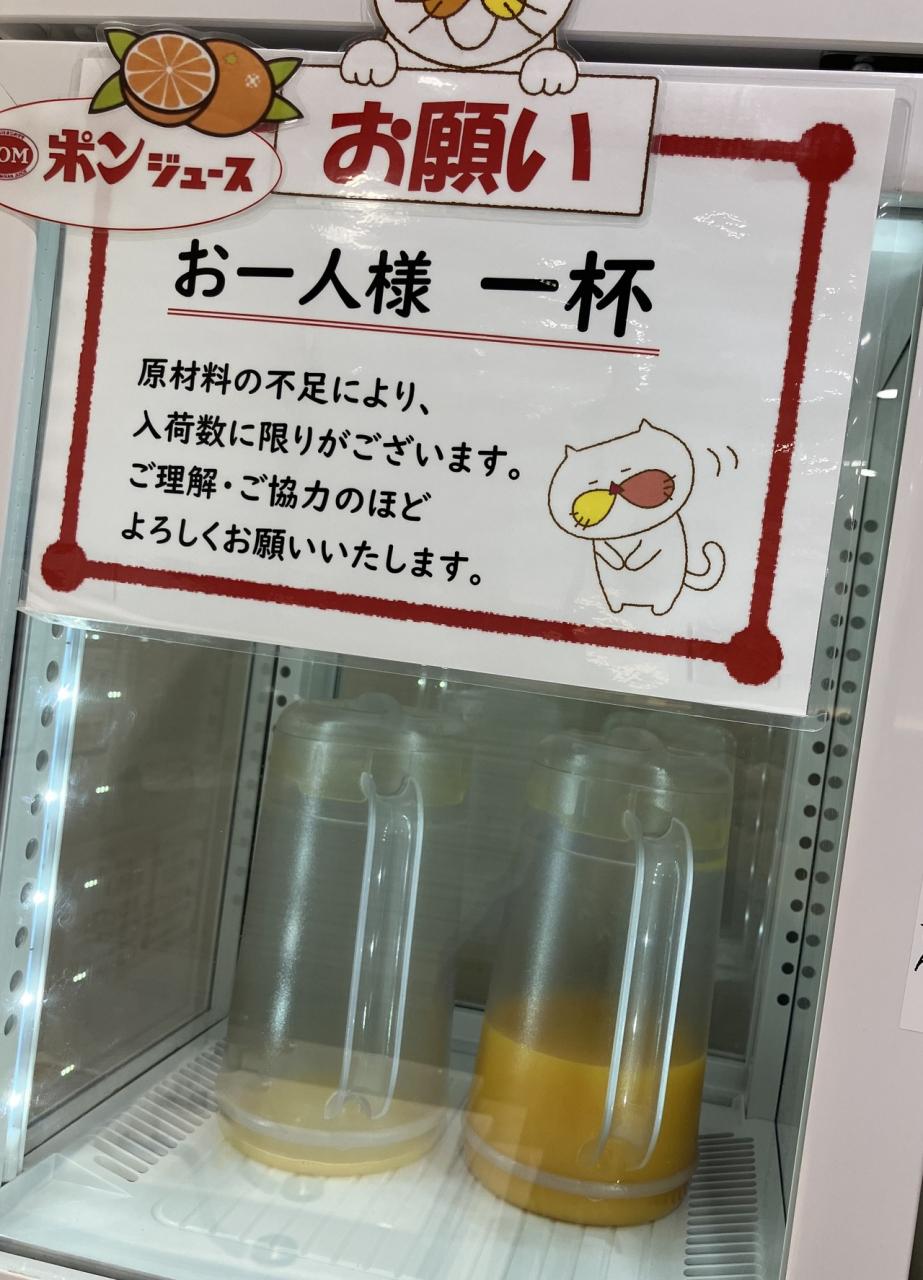 ポンジュース
お願い
お一人様 一杯
原材料の不足により、
入荷数に限りがございます。
ご理解・ご協力のほど
よろしくお願いいたします。